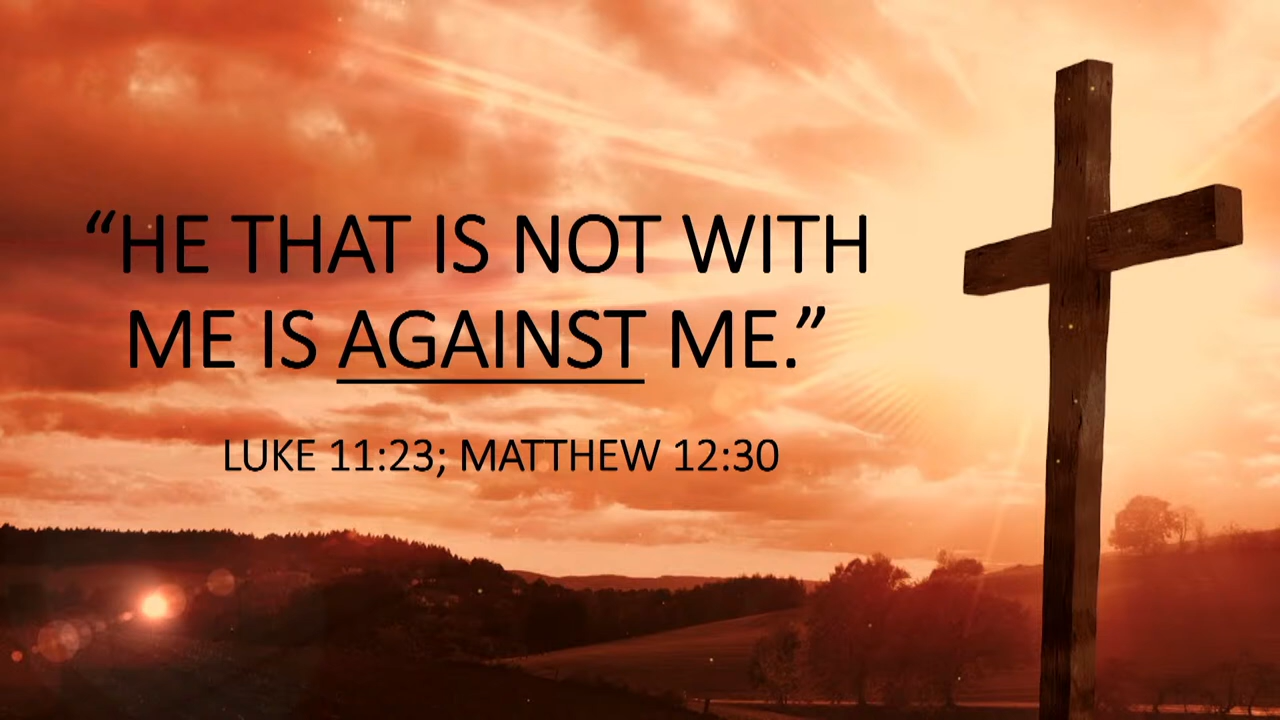 “HE THAT IS NOT WITH
ME IS AGAINST ME.”
LUKE 11:23; MATTHEW 12:30